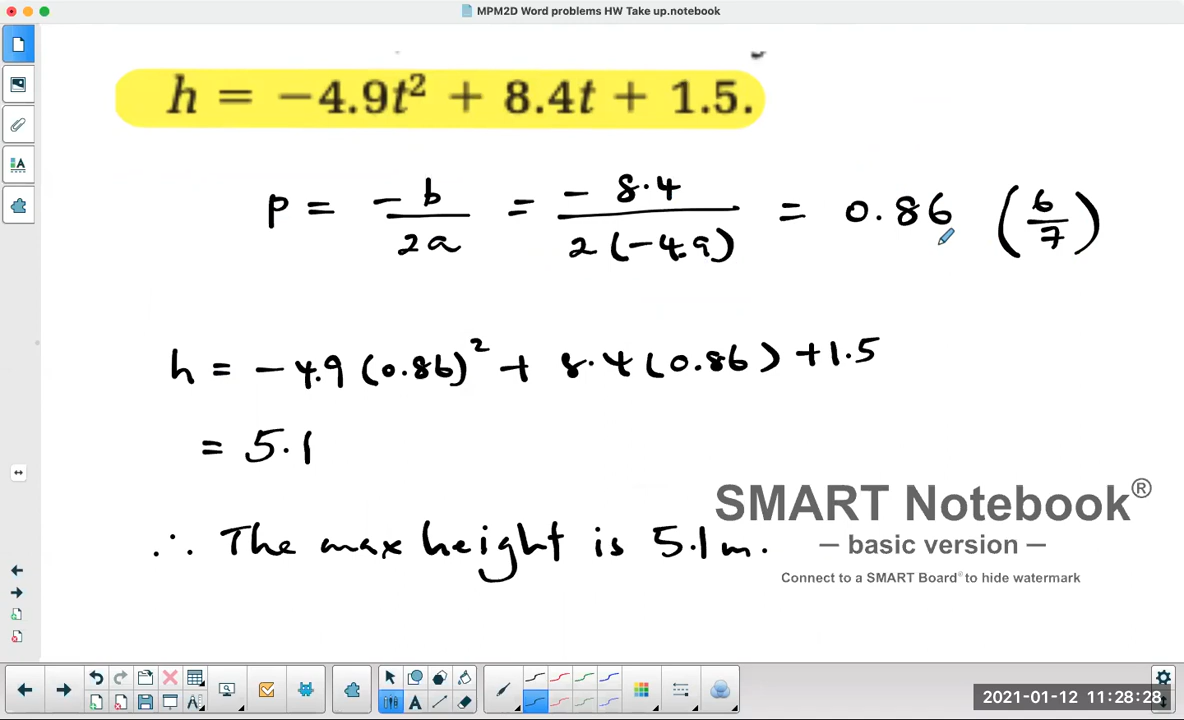 MPM2D Word problems HW Take up.notebook
h = −4.9t² + 8.4t + 1.5.
p = -b/2a = -8.4/2(-4.9) = 0.86 (6/7)
h = -4.9(0.86)² + 8.4(0.86) + 1.5
= 5.1
∴ The max height is 5.1m.
SMART Notebook®
— basic version —
Connect to a SMART Board® to hide watermark
2021-01-12 11:28:28